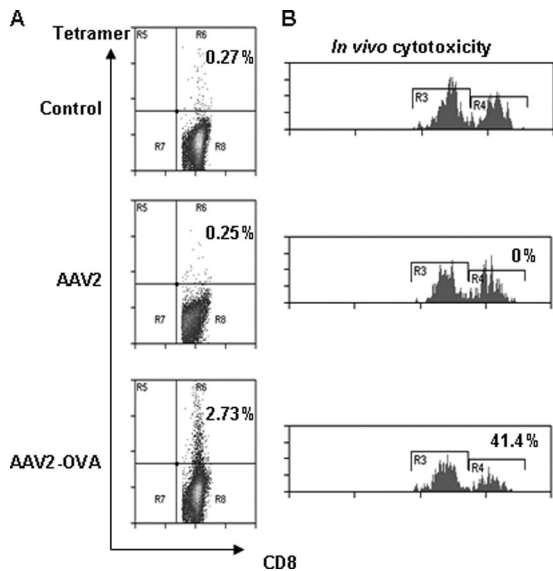 A
B
Tetramer
In vivo cytotoxicity
R5
R6
0.27%
Control
R7
R8
R3
R4
R5
R6
0.25%
AAV2
R7
R8
0%
R3
R4
R5
R6
2.73%
AAV2-OVA
R7
R8
41.4%
R3
R4
CD8